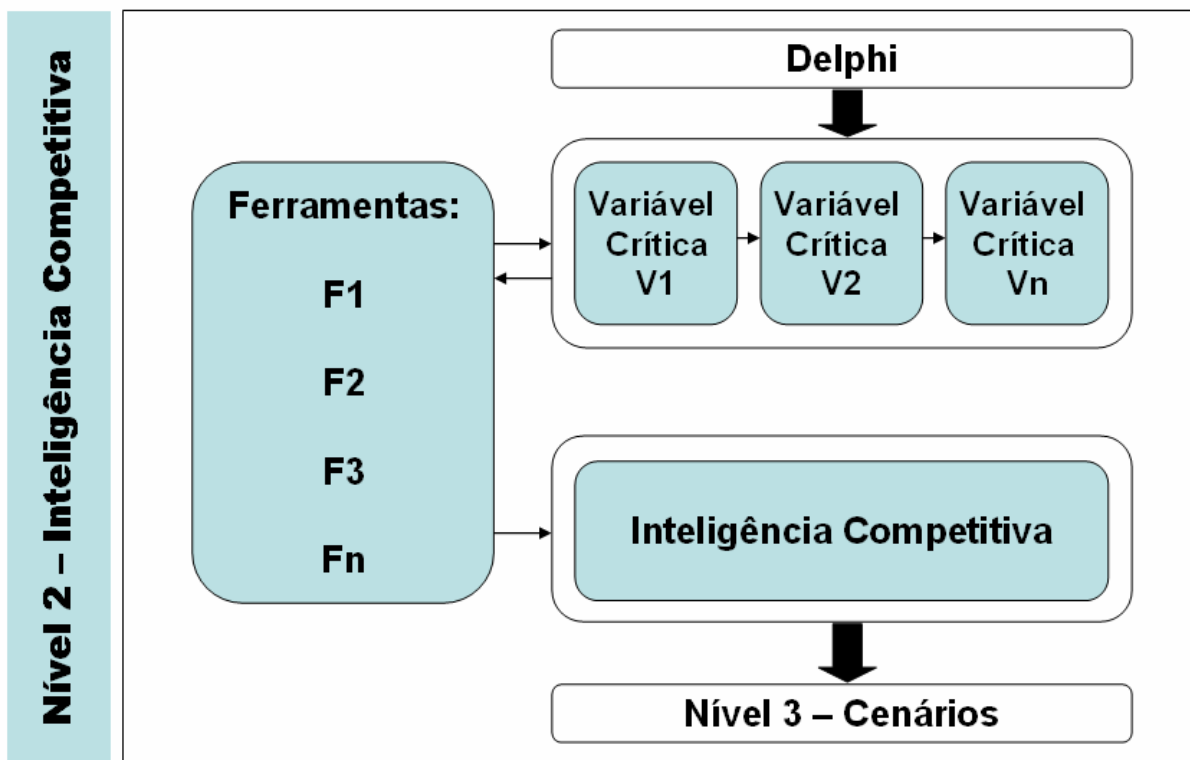 Nível 2 – Inteligência Competitiva
Delphi
Ferramentas:
F1
F2
F3
Fn
Variável
Crítica
V1
Variável
Crítica
V2
Variável
Crítica
Vn
Inteligência Competitiva
Nível 3 – Cenários